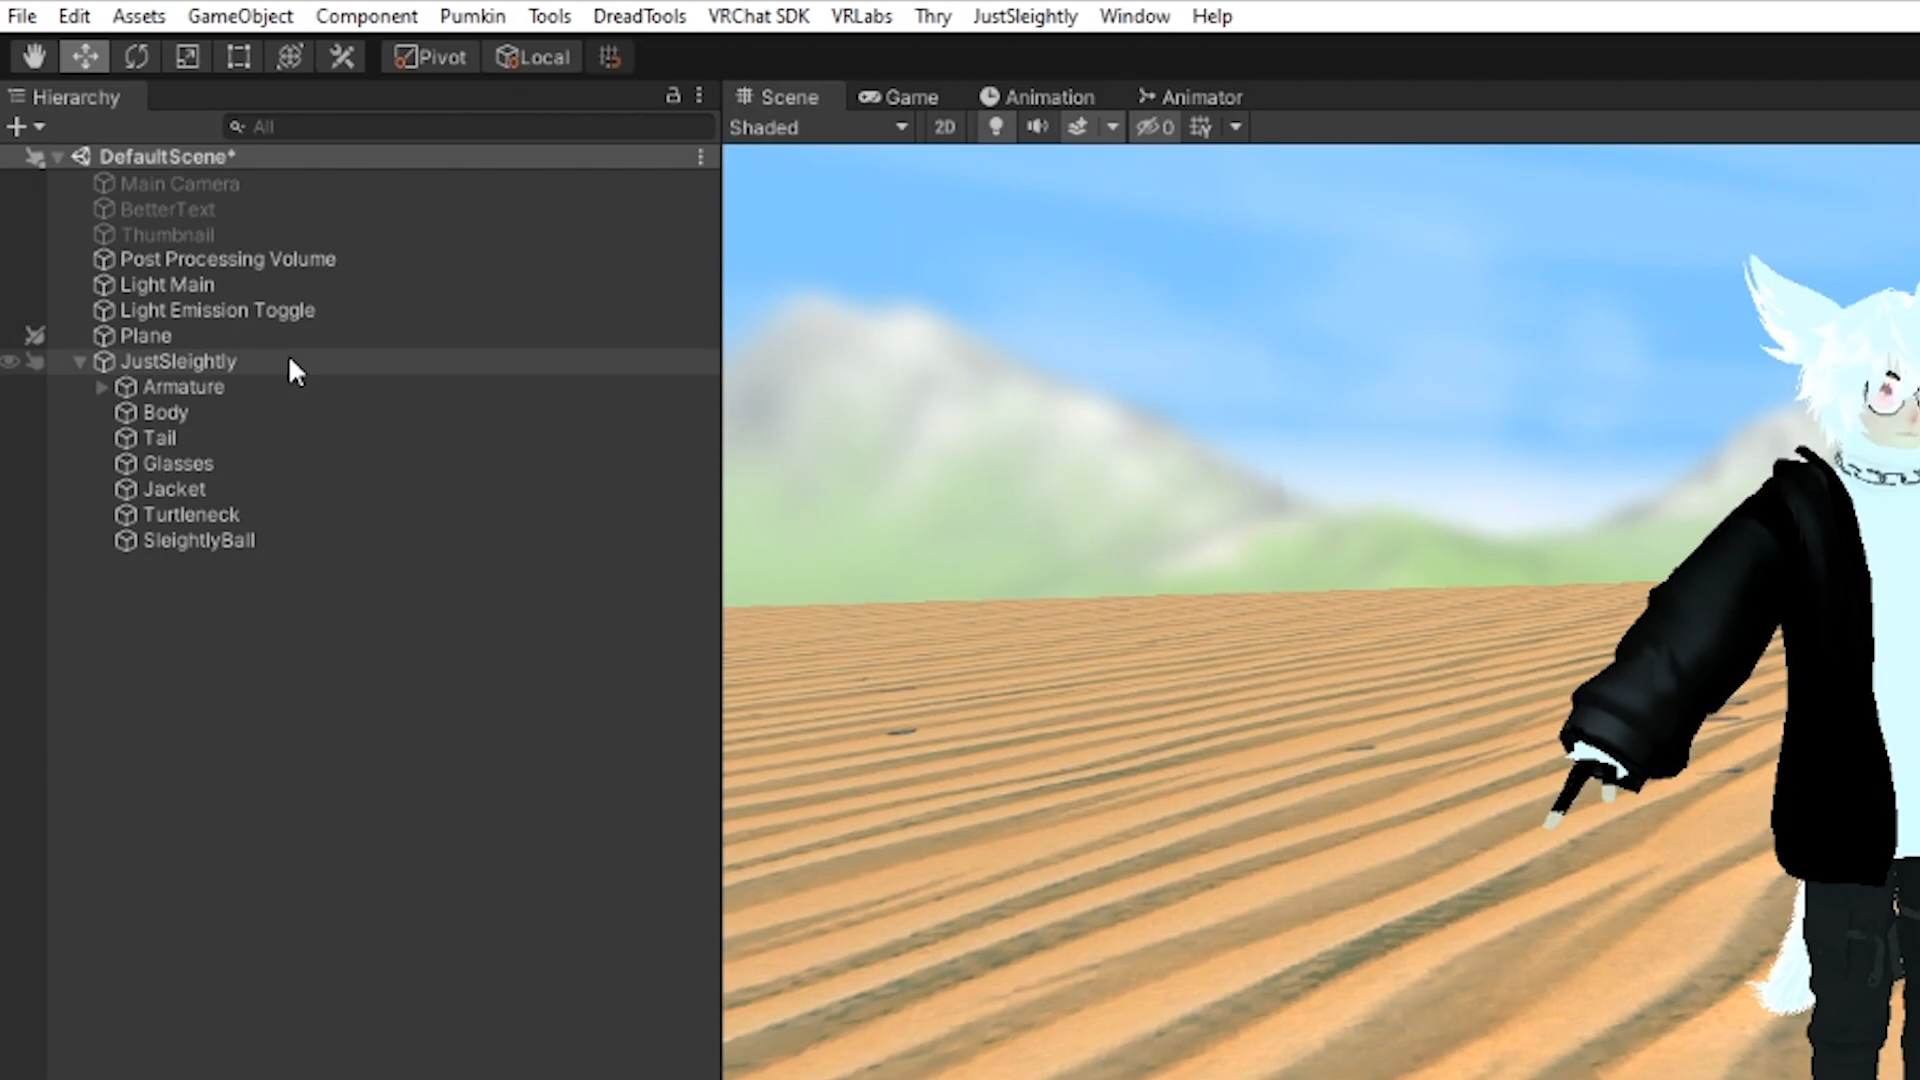 File Edit Assets GameObject Component Pumkin Tools DreadTools VRChat SDK VRLabs Thry JustSleightly Window Help
Pivot Local
Hierarchy
All
DefaultScene*
Main Camera
BetterText
Thumbnail
Post Processing Volume
Light Main
Light Emission Toggle
Plane
JustSleightly
Armature
Body
Tail
Glasses
Jacket
Turtleneck
SleightlyBall
Scene Game Animation Animator
Shaded 2D 0